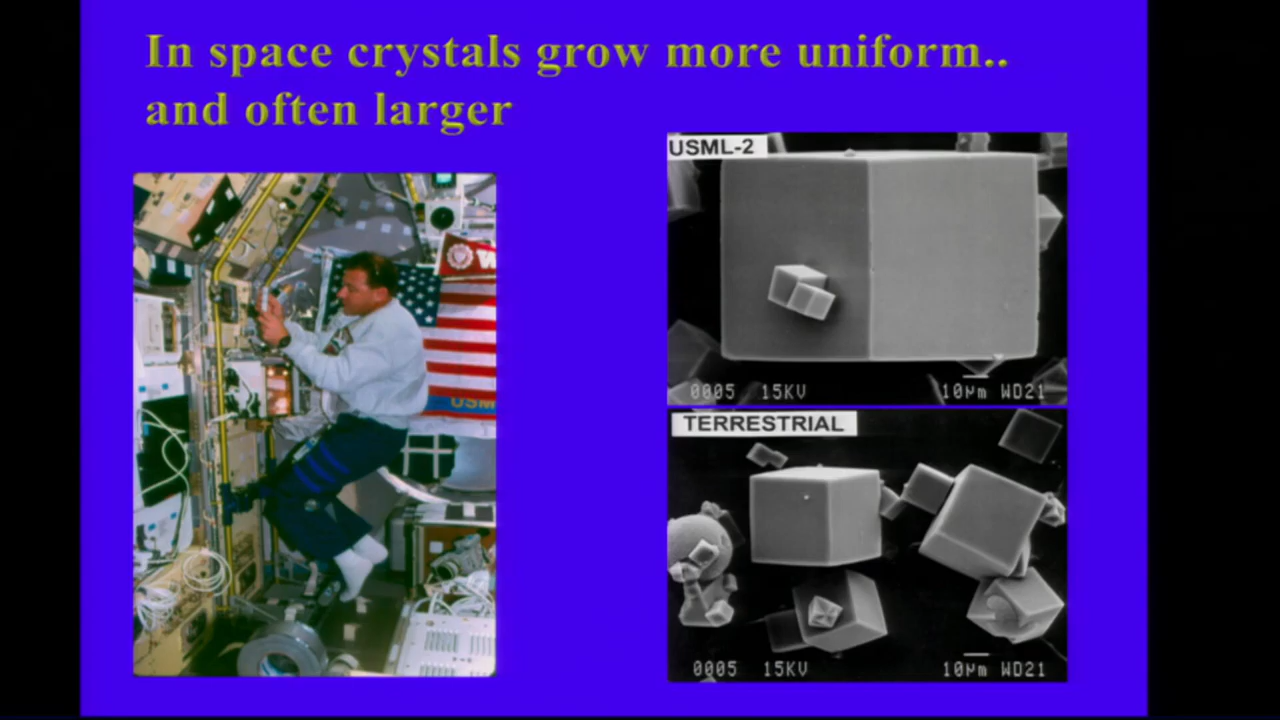 In space crystals grow more uniform..
and often larger
W
USM
USML-2
0005 15KV 10µm WD21
TERRESTRIAL
0005 15KV 10µm WD21